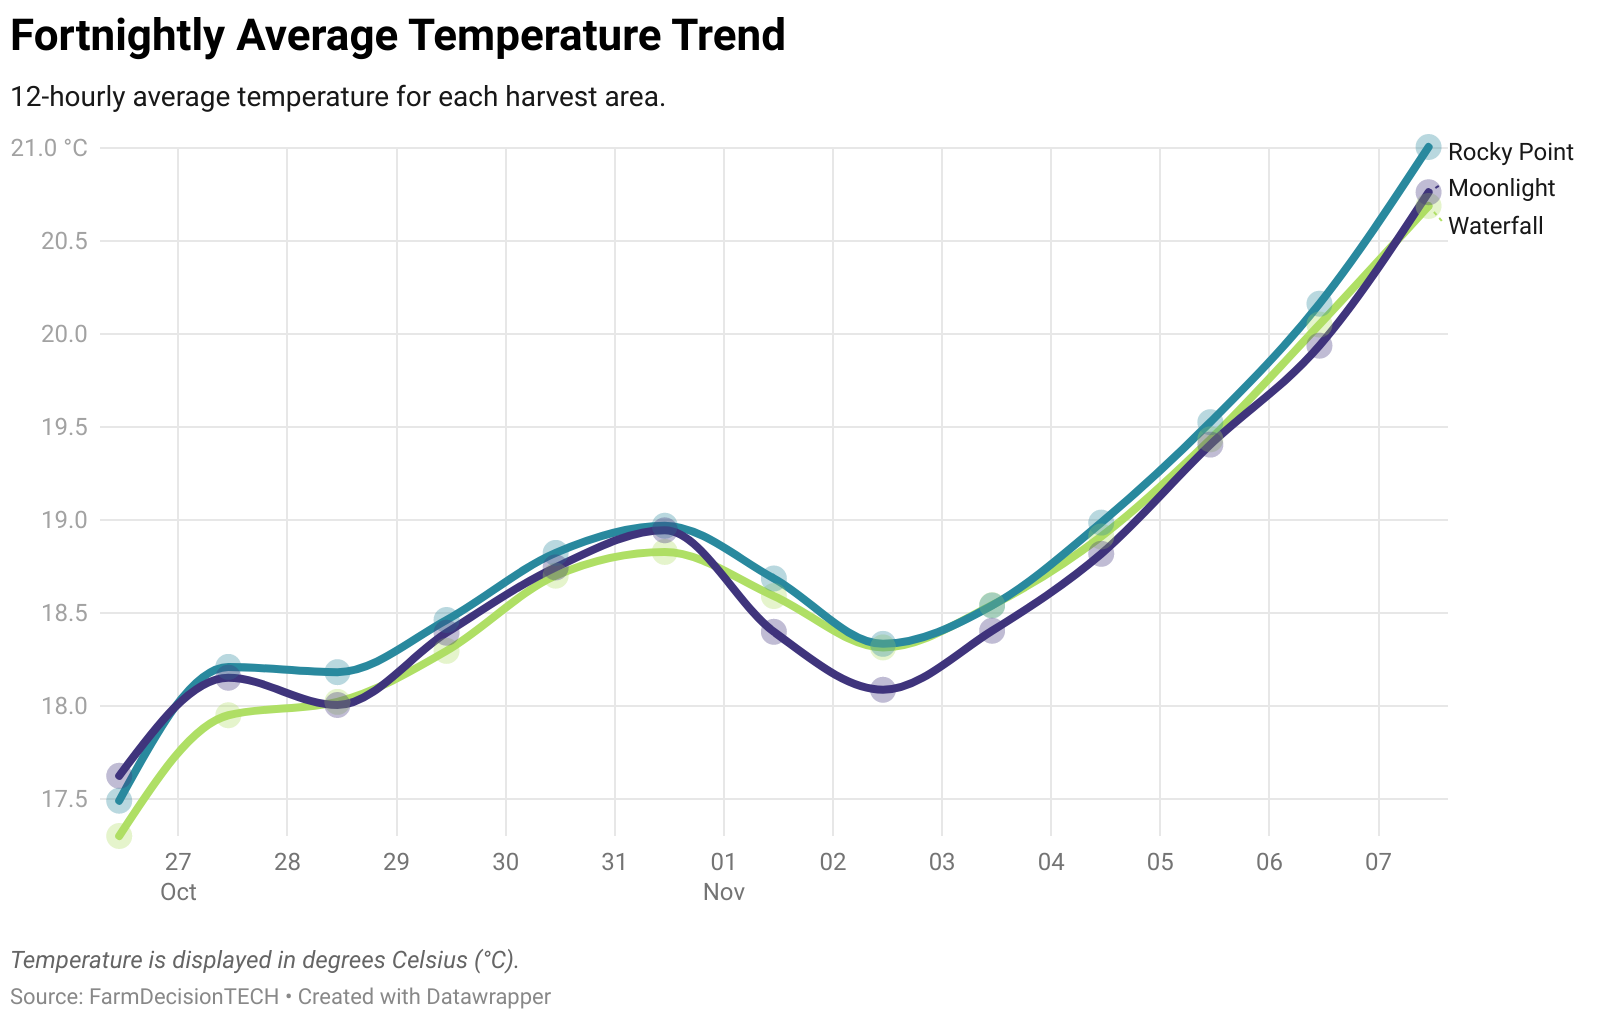 Fortnightly Average Temperature Trend
12-hourly average temperature for each harvest area.
21.0 °C
20.5
20.0
19.5
19.0
18.5
18.0
17.5
Rocky Point
Moonlight
Waterfall
27 28 29 30 31 01 02 03 04 05 06 07
Oct Nov
Temperature is displayed in degrees Celsius (°C).
Source: FarmDecisionTECH • Created with Datawrapper